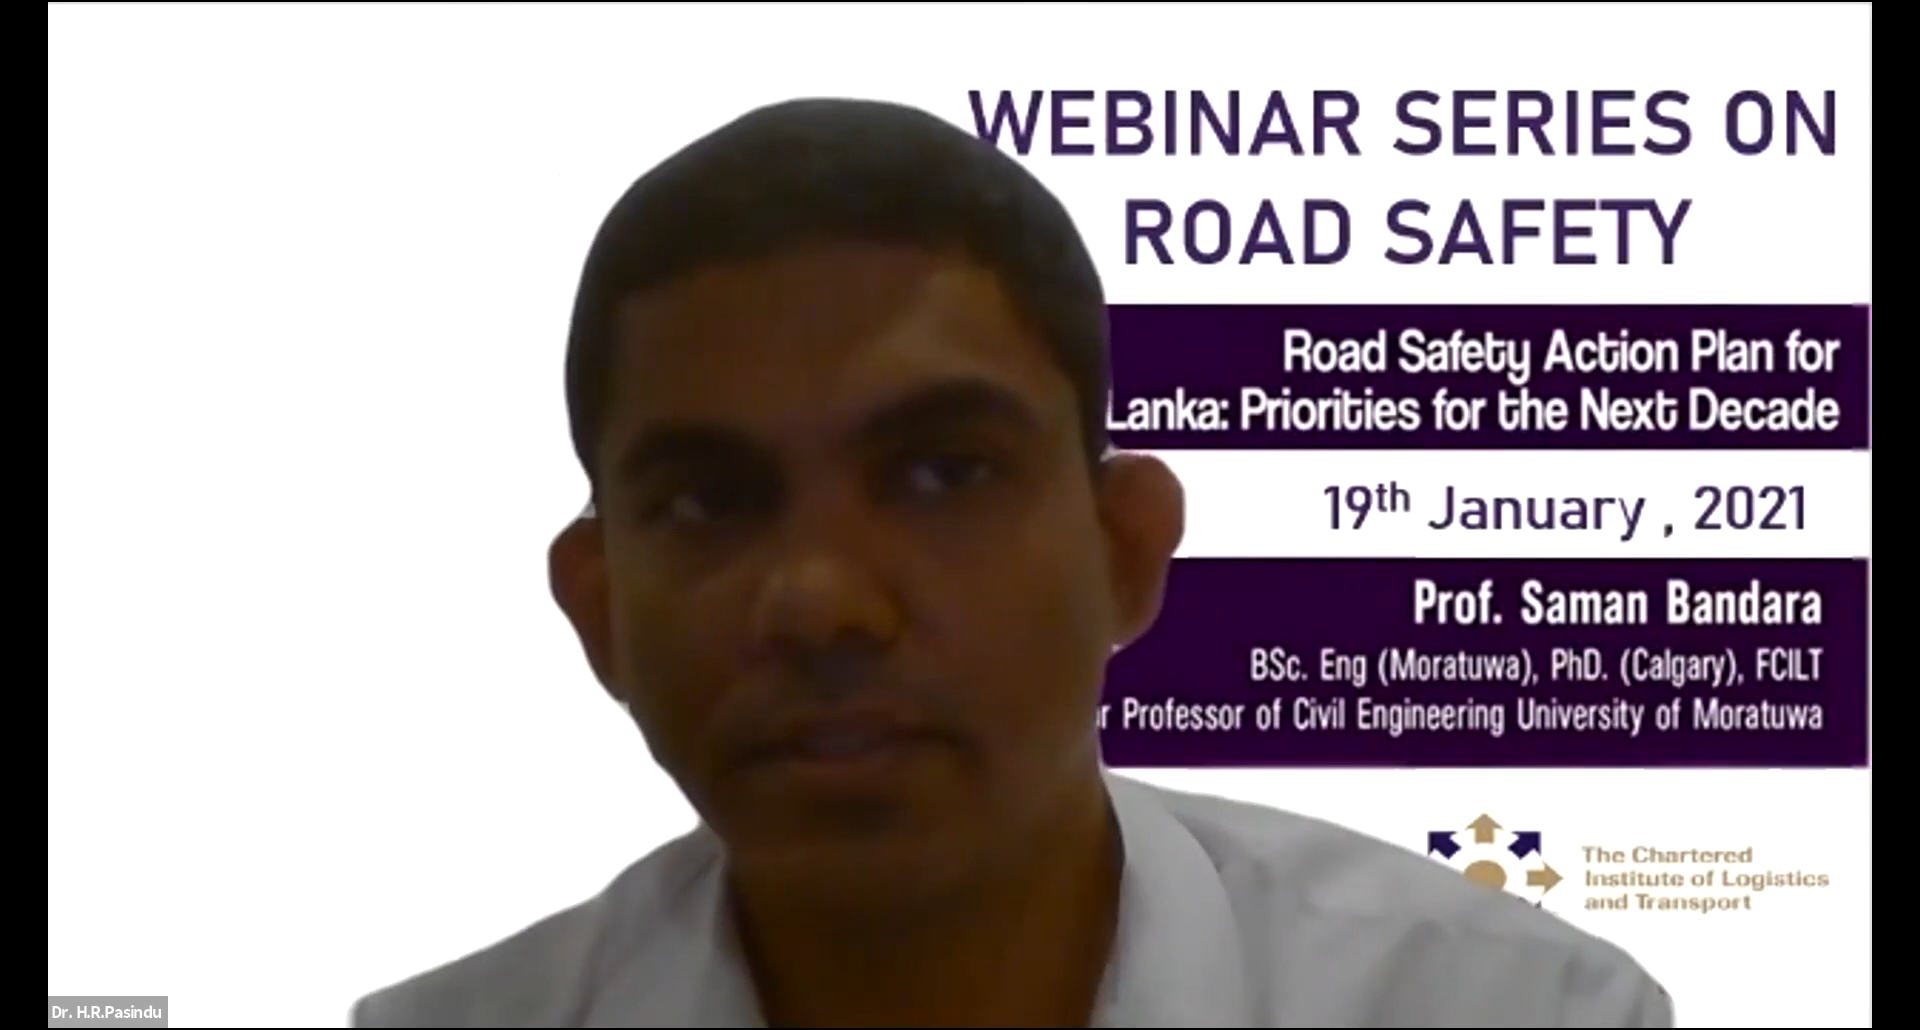 WEBINAR SERIES ON
ROAD SAFETY
Road Safety Action Plan for
Lanka: Priorities for the Next Decade
19th January , 2021
Prof. Saman Bandara
BSc. Eng (Moratuwa), PhD. (Calgary), FCILT
r Professor of Civil Engineering University of Moratuwa
The Chartered
Institute of Logistics
and Transport
Dr. H.R.Pasindu